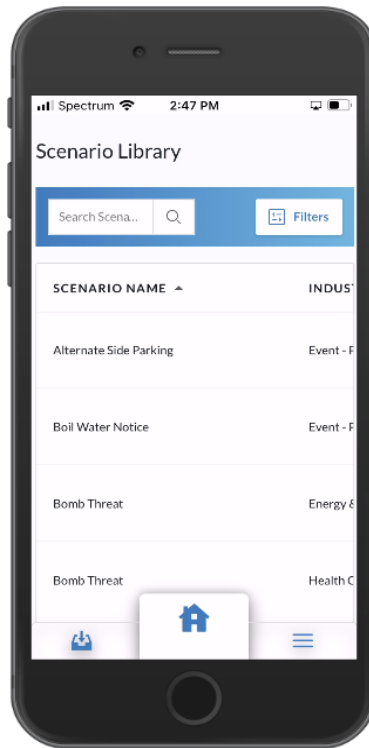 Spectrum 2:47 PM
Scenario Library
Search Scena... Filters
SCENARIO NAME INDUS
Alternate Side Parking Event - P
Boil Water Notice Event - P
Bomb Threat Energy &
Bomb Threat Health C